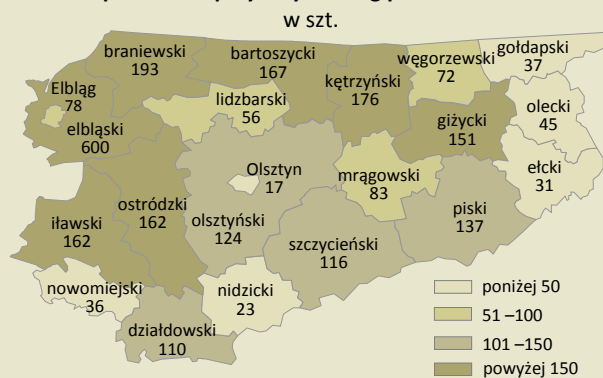 w szt.
braniewski
193
bartoszycki
167
węgorzewski
72
gołdapski
37
kętrzyński
176
Elbląg
78
lidzbarski
56
olecki
45
elbląski
600
giżycki
151
Olsztyn
17
mrągowski
83
ełcki
31
ostródzki
162
iławski
162
olsztyński
124
piski
137
szczycieński
116
nowomiejski
36
nidzicki
23
działdowski
110
poniżej 50
51 –100
101 –150
powyżej 150